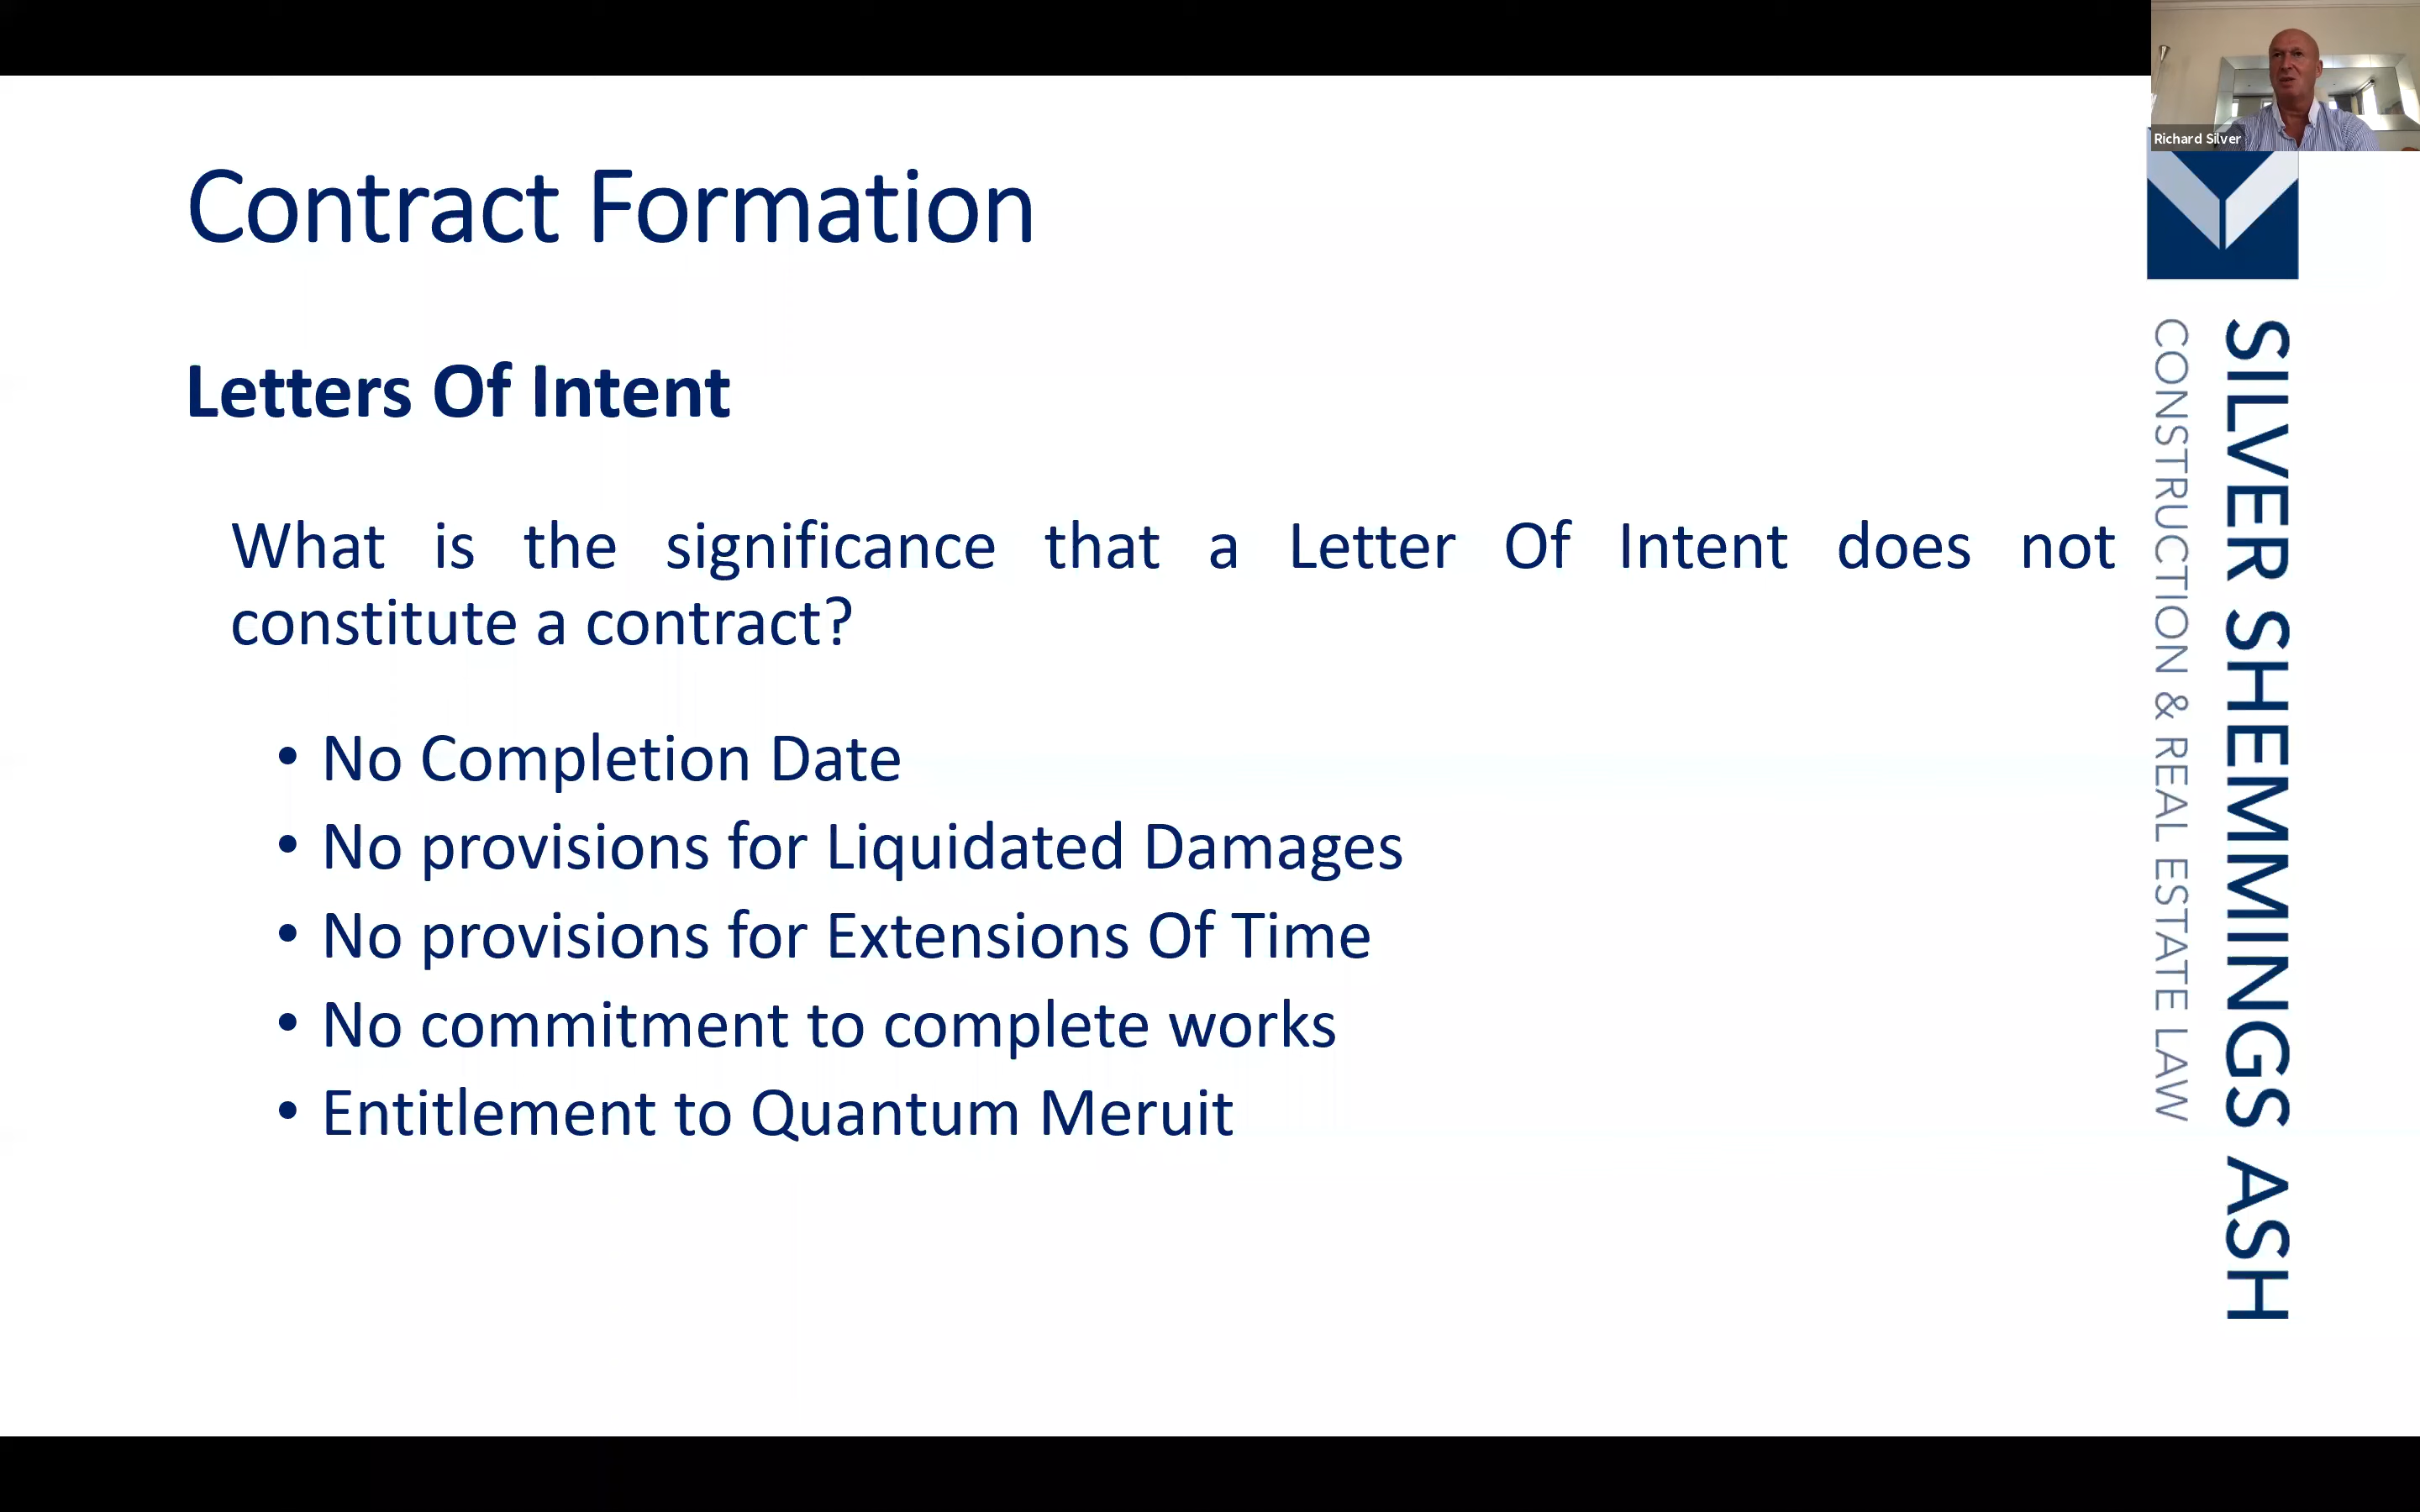 Richard Silver
Contract Formation
Letters Of Intent
What is the significance that a Letter Of Intent does not
constitute a contract?
• No Completion Date
• No provisions for Liquidated Damages
• No provisions for Extensions Of Time
• No commitment to complete works
• Entitlement to Quantum Meruit
SILVER SHEMMINGS ASH
CONSTRUCTION & REAL ESTATE LAW